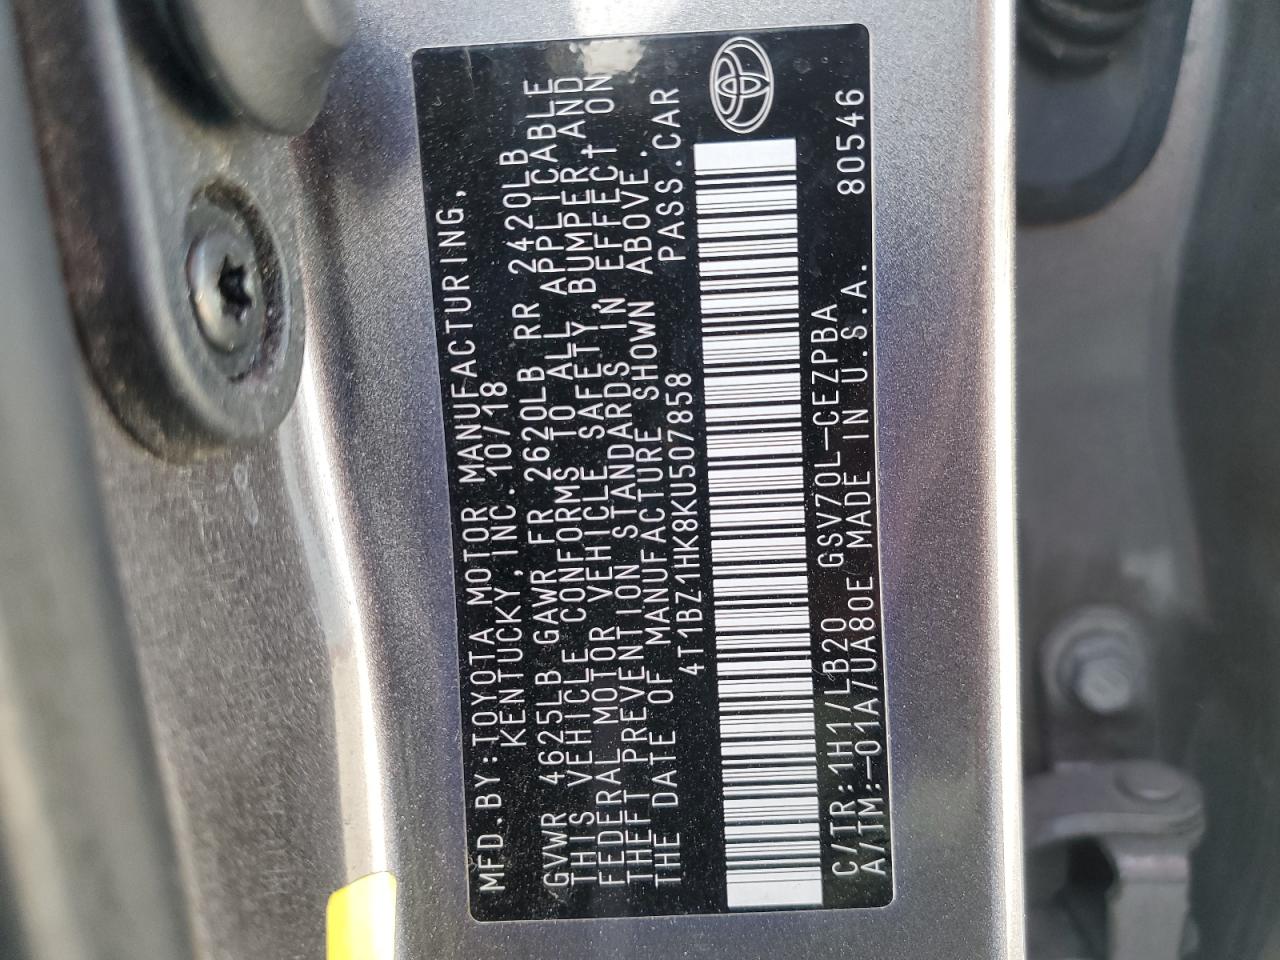 MFD.BY:TOYOTA MOTOR MANUFACTURING,
KENTUCKY,INC. 10/18
GVWR 4625LB GAWR FR 2620LB RR 2420LB
THIS VEHICLE CONFORMS TO ALL APPLICABLE
FEDERAL MOTOR VEHICLE SAFETY,BUMPER,AND
THEFT PREVENTION STANDARDS IN EFFECT ON
THE DATE OF MANUFACTURE SHOWN ABOVE.
4T1BZ1HK8KU507858 PASS.CAR
C/TR:1H1/LB20 GSV70L-CEZPBA
A/TM:-01A/UA80E MADE IN U.S.A. 80546